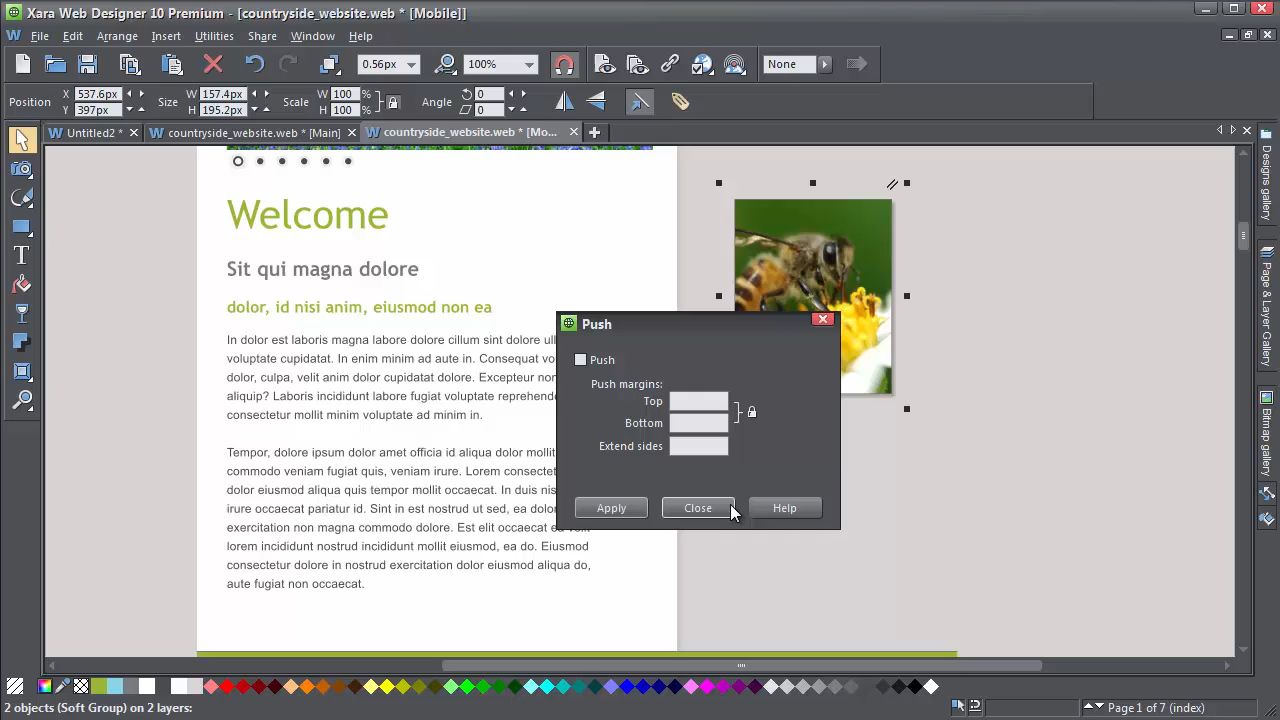 Xara Web Designer 10 Premium - [countryside_website.web * [Mobile]]
File Edit Arrange Insert Utilities Share Window Help
0.56px 100% None
Position X 537.6px Y 397px Size W 157.4px H 195.2px Scale W 100 H 100 % Angle 0 0
Untitled2 * countryside_website.web * [Main] countryside_website.web * [Mo...
Designs gallery
Page & Layer Gallery
Bitmap gallery
Welcome
Sit qui magna dolore
dolor, id nisi anim, eiusmod non ea
In dolor est laboris magna labore dolore cillum sint dolore
voluptate cupidatat. In enim minim ad aute in. Consequat
dolor, culpa, velit anim dolor cupidatat dolore. Excepteur
aliquip? Laboris incididunt labore fugiat voluptate
consectetur mollit minim voluptate ad minim in.
Tempor, dolore ipsum dolor amet officia id aliqua dolor
commodo veniam fugiat quis, veniam irure. Lorem
dolor eiusmod aliqua quis tempor mollit occaecat. In duis
irure occaecat pariatur id. Sint in est nostrud ut sed, ea
exercitation non magna commodo dolore. Est elit occaecat
lorem incididunt nostrud incididunt mollit eiusmod, ea do. Eiusmod
consectetur dolore in nostrud exercitation dolor eiusmod aliqua do,
aute fugiat non occaecat.
Push
Push
Push margins:
Top
Bottom
Extend sides
Apply Close Help
2 objects (Soft Group) on 2 layers: Page 1 of 7 (index)